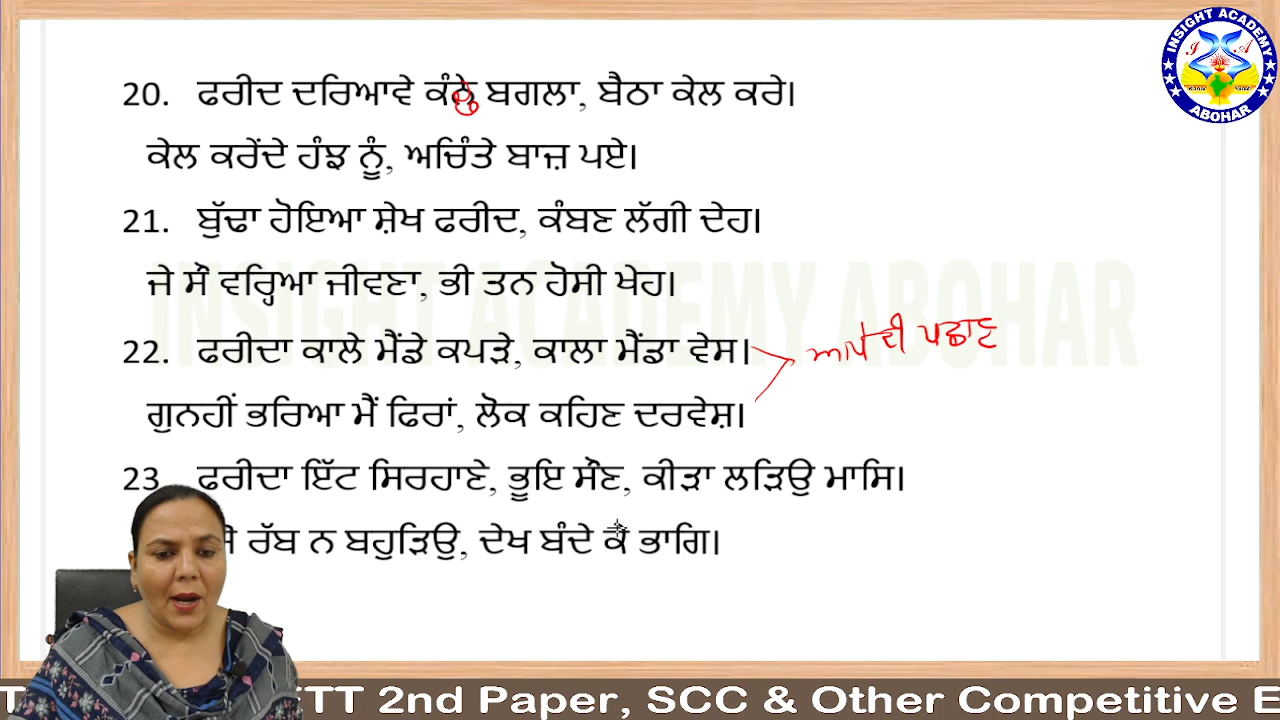 20. ਫਰੀਦ ਦਰਿਆਵੇ ਕੰਨ੍ਹੇ ਬਗਲਾ, ਬੈਠਾ ਕੇਲ ਕਰੇ।
ਕੇਲ ਕਰੇਂਦੇ ਹੰਝ ਨੂੰ, ਅਚਿੰਤੇ ਬਾਜ਼ ਪਏ।
21. ਬੁੱਢਾ ਹੋਇਆ ਸ਼ੇਖ ਫਰੀਦ, ਕੰਬਣ ਲੱਗੀ ਦੇਹ।
ਜੇ ਸੌ ਵਰ੍ਹਿਆ ਜੀਵਣਾ, ਭੀ ਤਨ ਹੋਸੀ ਖੇਹ।
22. ਫਰੀਦਾ ਕਾਲੇ ਮੈਂਡੇ ਕਪੜੇ, ਕਾਲਾ ਮੈਂਡਾ ਵੇਸ।
ਆਪੇ ਦੀ ਪਛਾਣ
ਗੁਨਹੀਂ ਭਰਿਆ ਮੈਂ ਫਿਰਾਂ, ਲੋਕ ਕਹਿਣ ਦਰਵੇਸ਼।
23. ਫਰੀਦਾ ਇੱਟ ਸਿਰਹਾਣੇ, ਭੂਇ ਸੌਣ, ਕੀੜਾ ਲੜਿਉ ਮਾਸਿ।
ਰੱਬ ਨ ਬਹੁੜਿਉ, ਦੇਖ ਬੰਦੇ ਕੈ ਭਾਗਿ।
INSIGHT ACADEMY ABOHAR
INSIGHT ACADEMY
I A
ABOHAR
ETT 2nd Paper, SCC & Other Competitive E